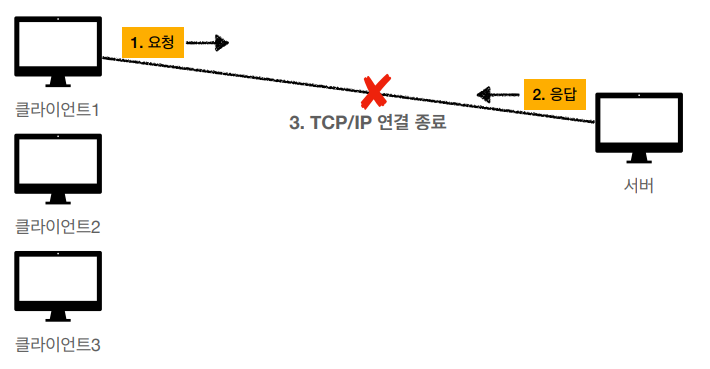 1. 요청
2. 응답
클라이언트1
3. TCP/IP 연결 종료
서버
클라이언트2
클라이언트3